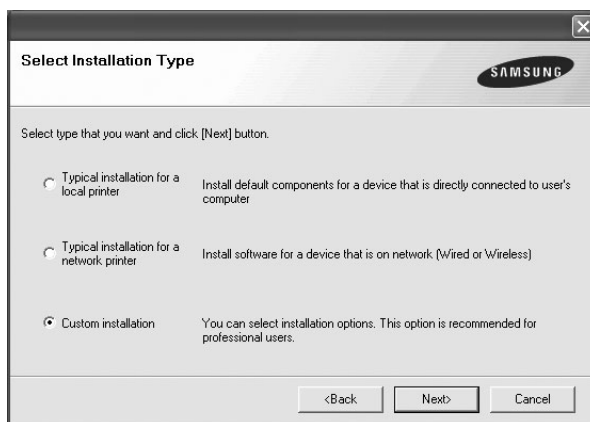 Select Installation Type
SAMSUNG
Select type that you want and click [Next] button.
Typical installation for a
local printer
Install default components for a device that is directly connected to user's
computer
Typical installation for a
network printer
Install software for a device that is on network (Wired or Wireless)
Custom installation
You can select installation options. This option is recommended for
professional users.
<Back
Next>
Cancel